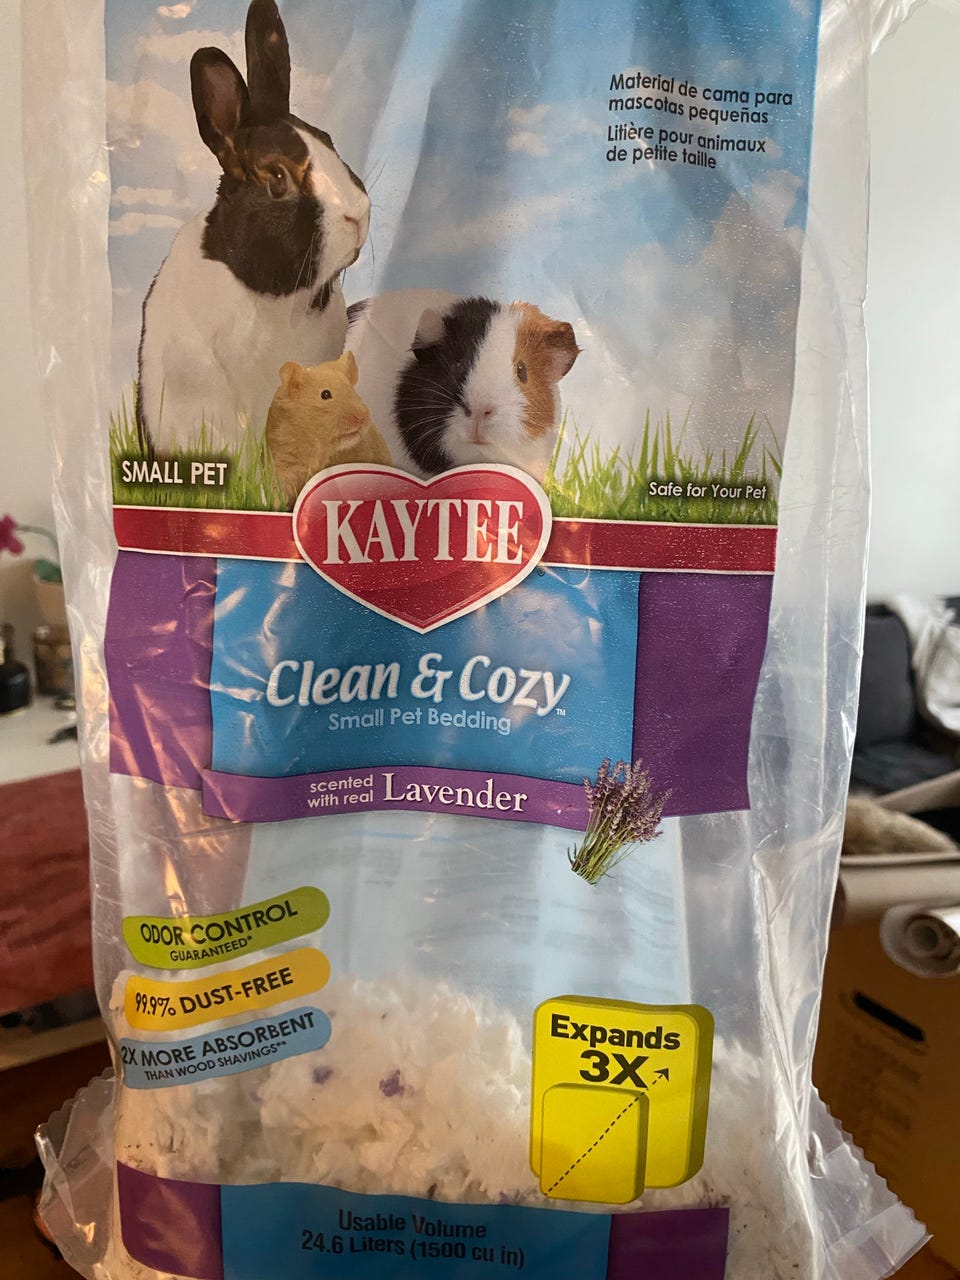 Material de cama para
mascotas pequeñas
Litière pour animaux
de petite taille
SMALL PET
Safe for Your Pet
KAYTEE
Clean & Cozy™
Small Pet Bedding
scented
with real Lavender
ODOR CONTROL
GUARANTEED*
99.9% DUST-FREE
2X MORE ABSORBENT
THAN WOOD SHAVINGS**
Expands
3X
Usable Volume
24.6 Liters (1500 cu in)